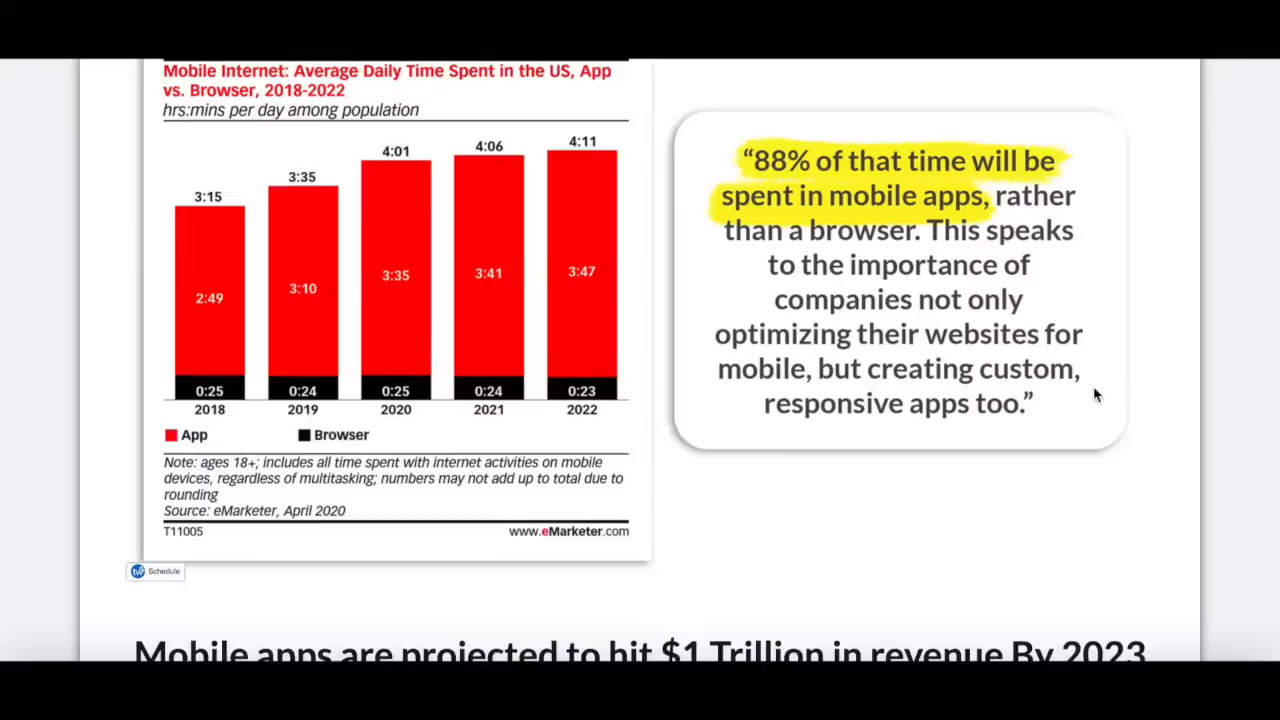 Mobile Internet: Average Daily Time Spent in the US, App
vs. Browser, 2018-2022
hrs:mins per day among population
3:15
3:35
4:01
4:06
4:11
2:49
3:10
3:35
3:41
3:47
0:25
0:24
0:25
0:24
0:23
2018
2019
2020
2021
2022
App
Browser
Note: ages 18+; includes all time spent with internet activities on mobile
devices, regardless of multitasking; numbers may not add up to total due to
rounding
Source: eMarketer, April 2020
T11005
www.eMarketer.com
“88% of that time will be
spent in mobile apps, rather
than a browser. This speaks
to the importance of
companies not only
optimizing their websites for
mobile, but creating custom,
responsive apps too.”
Schedule
Mobile apps are projected to hit $1 Trillion in revenue By 2023